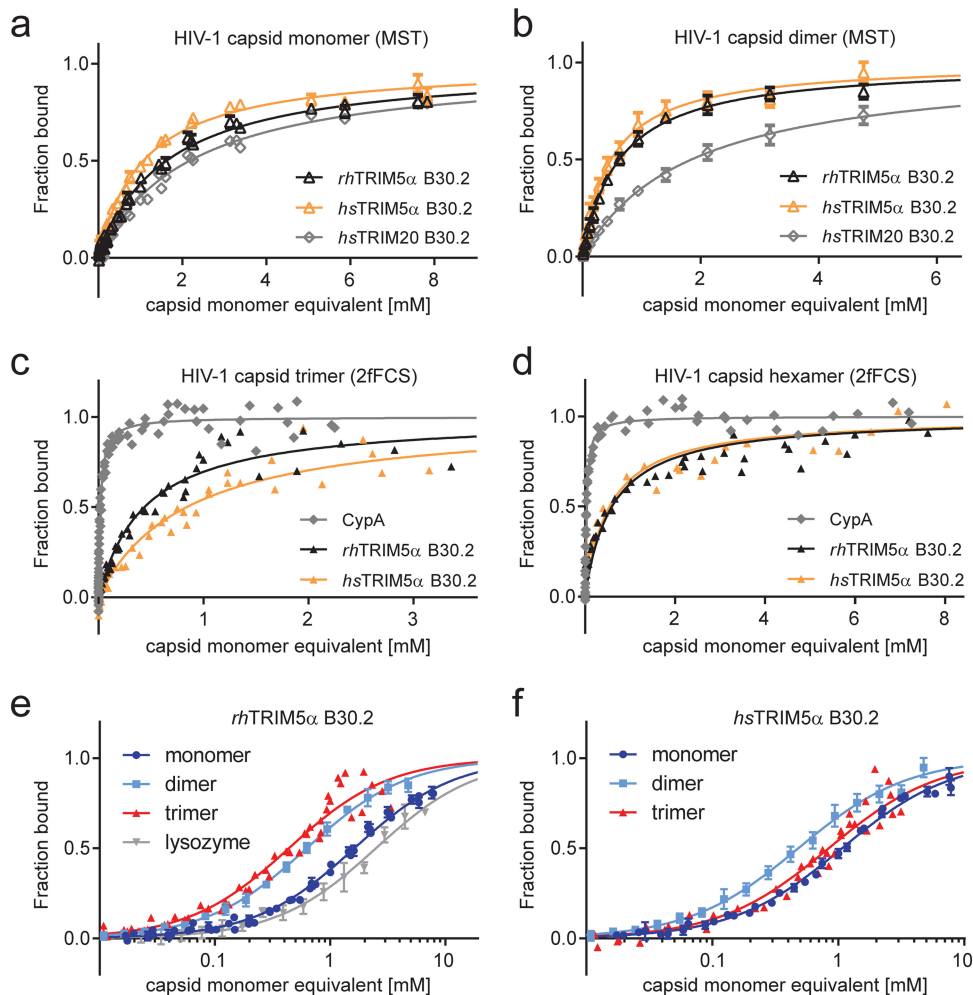 a
HIV-1 capsid monomer (MST)
Fraction bound
1.0
0.5
0.0
2
4
6
8
rhTRIM5α B30.2
hsTRIM5α B30.2
hsTRIM20 B30.2
capsid monomer equivalent [mM]
b
HIV-1 capsid dimer (MST)
Fraction bound
1.0
0.5
0.0
2
4
6
rhTRIM5α B30.2
hsTRIM5α B30.2
hsTRIM20 B30.2
capsid monomer equivalent [mM]
c
HIV-1 capsid trimer (2fFCS)
Fraction bound
1.0
0.5
0.0
1
2
3
CypA
rhTRIM5α B30.2
hsTRIM5α B30.2
capsid monomer equivalent [mM]
d
HIV-1 capsid hexamer (2fFCS)
Fraction bound
1.0
0.5
0.0
2
4
6
8
CypA
rhTRIM5α B30.2
hsTRIM5α B30.2
capsid monomer equivalent [mM]
e
rhTRIM5α B30.2
Fraction bound
1.0
0.5
0.0
monomer
dimer
trimer
lysozyme
0.1
1
10
capsid monomer equivalent [mM]
f
hsTRIM5α B30.2
Fraction bound
1.0
0.5
0.0
monomer
dimer
trimer
0.1
1
10
capsid monomer equivalent [mM]